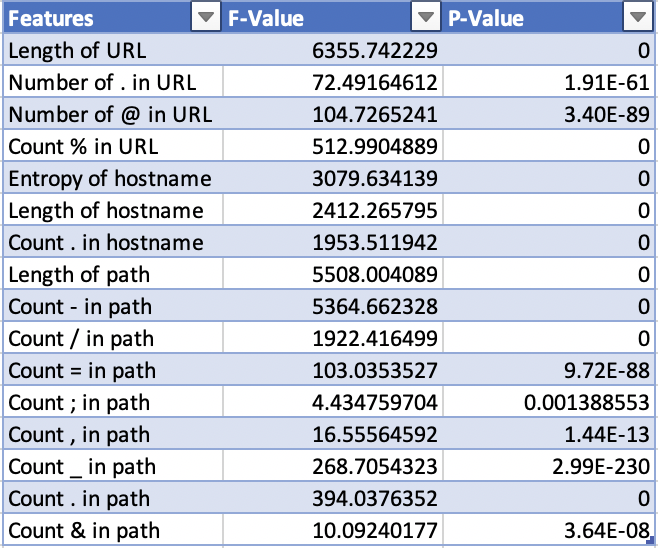 Features F-Value P-Value
Length of URL 6355.742229 0
Number of . in URL 72.49164612 1.91E-61
Number of @ in URL 104.7265241 3.40E-89
Count % in URL 512.9904889 0
Entropy of hostname 3079.634139 0
Length of hostname 2412.265795 0
Count . in hostname 1953.511942 0
Length of path 5508.004089 0
Count - in path 5364.662328 0
Count / in path 1922.416499 0
Count = in path 103.0353527 9.72E-88
Count ; in path 4.434759704 0.001388553
Count , in path 16.55564592 1.44E-13
Count _ in path 268.7054323 2.99E-230
Count . in path 394.0376352 0
Count & in path 10.09240177 3.64E-08